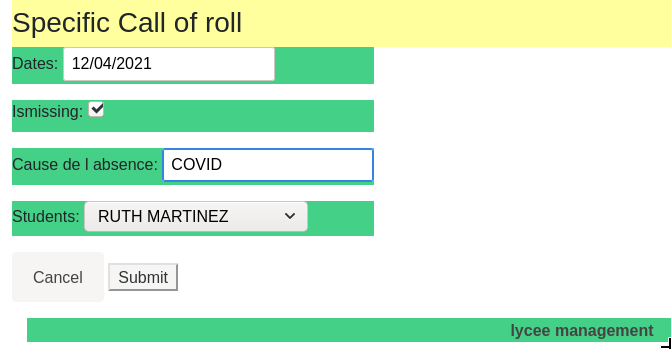 Specific Call of roll
Dates: 12/04/2021
Ismissing:
Cause de l absence: COVID
Students: RUTH MARTINEZ
Cancel Submit
lycee management